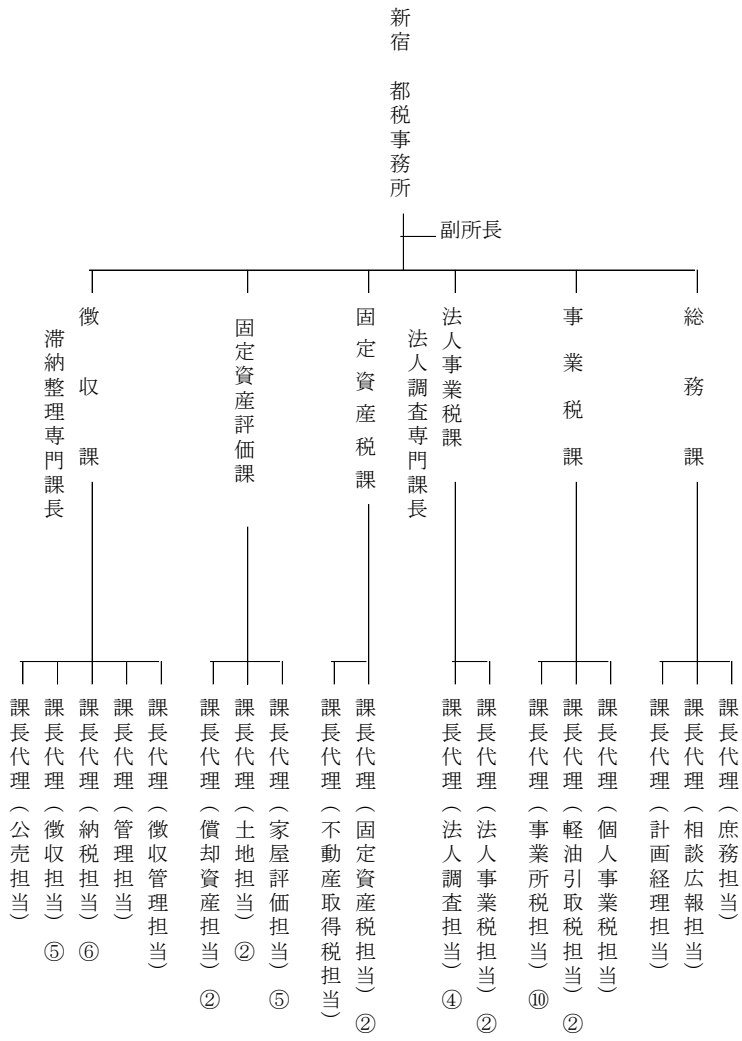 新宿　都税事務所
副所長
総務課
事業税課
法人事業税課
法人調査専門課長
固定資産税課
固定資産評価課
徴収課
滞納整理専門課長
課長代理（庶務担当）
課長代理（相談広報担当）
課長代理（計画経理担当）
課長代理（個人事業税担当）
課長代理（軽油引取税担当）②
課長代理（事業所税担当）⑩
課長代理（法人事業税担当）②
課長代理（法人調査担当）④
課長代理（固定資産税担当）②
課長代理（不動産取得税担当）
課長代理（家屋評価担当）⑤
課長代理（土地担当）②
課長代理（償却資産担当）②
課長代理（徴収管理担当）
課長代理（管理担当）
課長代理（納税担当）⑥
課長代理（徴収担当）⑤
課長代理（公売担当）